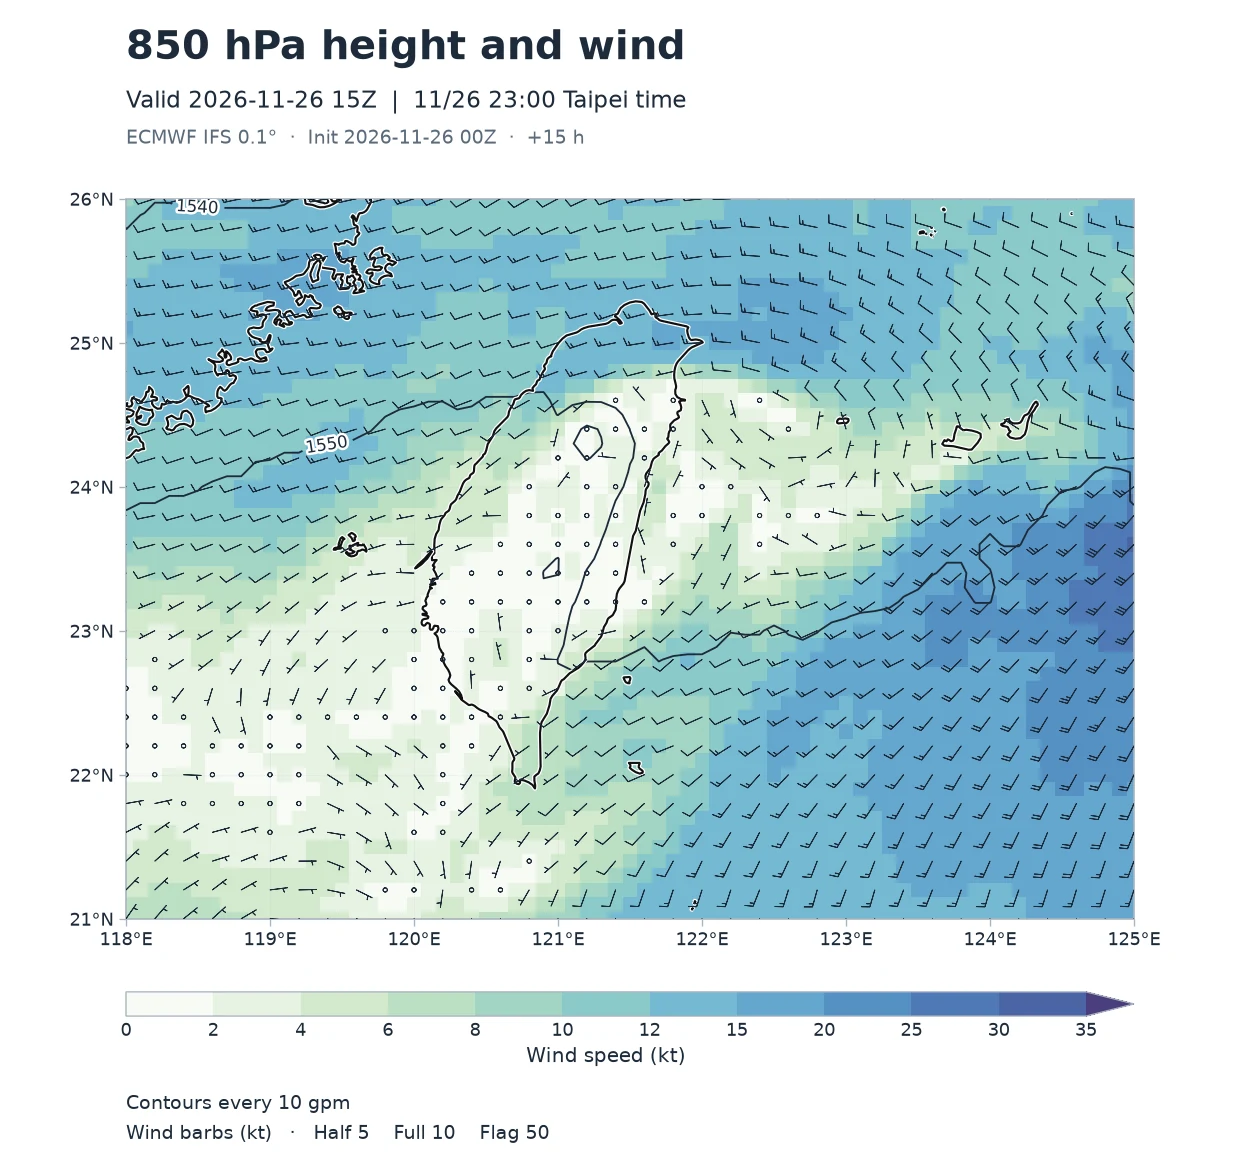 850 hPa height and wind
Valid 2026-11-26 15Z | 11/26 23:00 Taipei time
ECMWF IFS 0.1° · Init 2026-11-26 00Z · +15 h
26°N
1540
25°N
1550
24°N
23°N
22°N
21°N
118°E 119°E 120°E 121°E 122°E 123°E 124°E 125°E
0 2 4 6 8 10 12 15 20 25 30 35
Wind speed (kt)
Contours every 10 gpm
Wind barbs (kt) · Half 5 Full 10 Flag 50